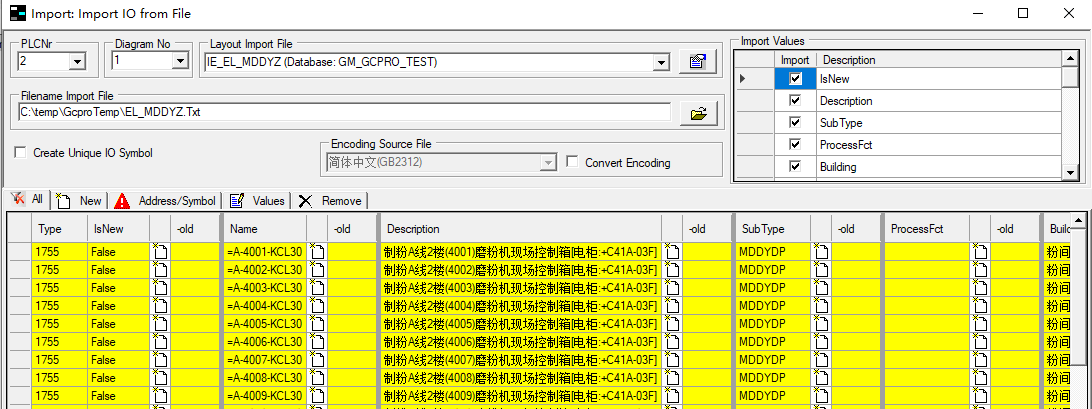 Import: Import IO from File
PLCNr
2
Diagram No
1
Layout Import File
IE_EL_MDDYZ (Database: GM_GCPRO_TEST)
Filename Import File
C:\temp\GcproTemp\EL_MDDYZ.Txt
Create Unique IO Symbol
Encoding Source File
简体中文(GB2312)
Convert Encoding
Import Values
Import Description
IsNew
Description
SubType
ProcessFct
Building
All New Address/Symbol Values Remove
Type IsNew -old Name -old Description -old SubType -old ProcessFct -old Builc
1755 False =A-4001-KCL30 制粉A线2楼(4001)磨粉机现场控制箱[电柜:+C41A-03F] MDDYDP 粉间
1755 False =A-4002-KCL30 制粉A线2楼(4002)磨粉机现场控制箱[电柜:+C41A-03F] MDDYDP 粉间
1755 False =A-4003-KCL30 制粉A线2楼(4003)磨粉机现场控制箱[电柜:+C41A-03F] MDDYDP 粉间
1755 False =A-4004-KCL30 制粉A线2楼(4004)磨粉机现场控制箱[电柜:+C41A-03F] MDDYDP 粉间
1755 False =A-4005-KCL30 制粉A线2楼(4005)磨粉机现场控制箱[电柜:+C41A-03F] MDDYDP 粉间
1755 False =A-4006-KCL30 制粉A线2楼(4006)磨粉机现场控制箱[电柜:+C41A-03F] MDDYDP 粉间
1755 False =A-4007-KCL30 制粉A线2楼(4007)磨粉机现场控制箱[电柜:+C41A-03F] MDDYDP 粉间
1755 False =A-4008-KCL30 制粉A线2楼(4008)磨粉机现场控制箱[电柜:+C41A-03F] MDDYDP 粉间
1755 False =A-4009-KCL30 制粉A线2楼(4009)磨粉机现场控制箱[电柜:+C41A-03F] MDDYDP 粉间